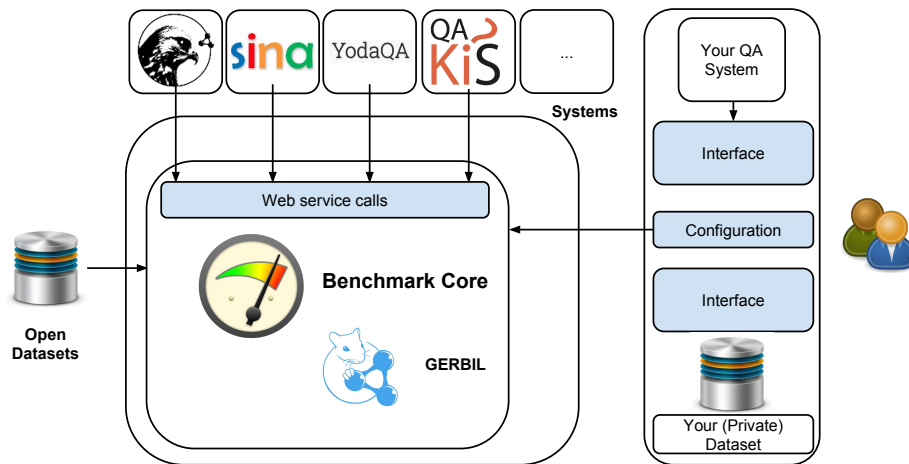 sina
YodaQA
QA
KiS
...
Systems
Web service calls
Benchmark Core
GERBIL
Open
Datasets
Your QA
System
Interface
Configuration
Interface
Your (Private)
Dataset